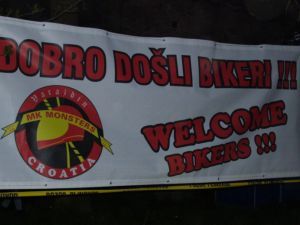 DOBRO DOŠLI BIKERI !!!
Varaždin
MK MONSTERS
CROATIA
WELCOME
BIKERS !!!